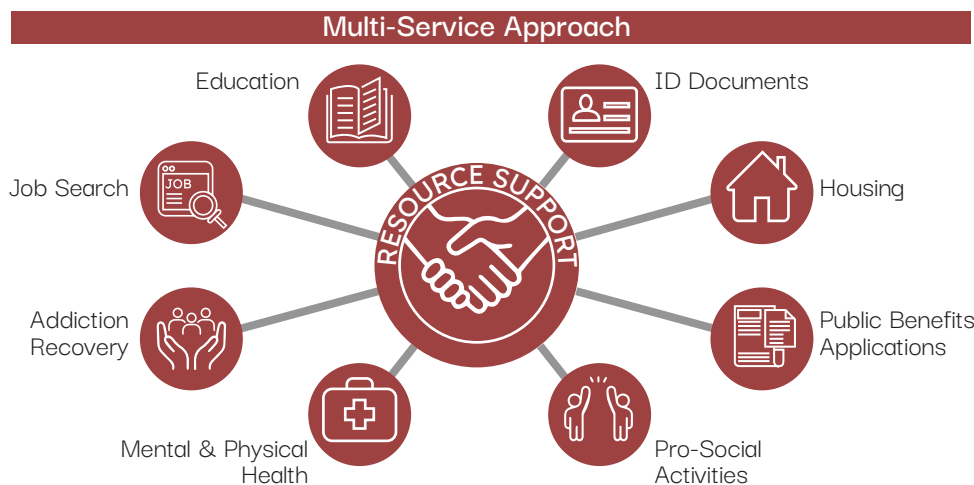 Multi-Service Approach
Education
ID Documents
Job Search
JOB
RESOURCE SUPPORT
Housing
Addiction
Recovery
Public Benefits
Applications
Mental & Physical
Health
Pro-Social
Activities